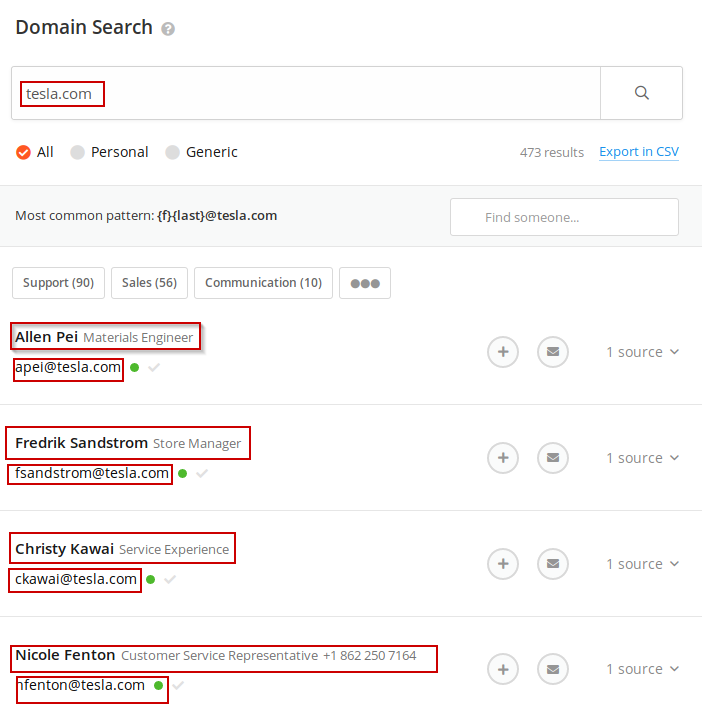 Domain Search ?
tesla.com
All Personal Generic 473 results Export in CSV
Most common pattern: {f}{last}@tesla.com Find someone...
Support (90) Sales (56) Communication (10)
Allen Pei Materials Engineer
apei@tesla.com
1 source
Fredrik Sandstrom Store Manager
fsandstrom@tesla.com
1 source
Christy Kawai Service Experience
ckawai@tesla.com
1 source
Nicole Fenton Customer Service Representative +1 862 250 7164
nfenton@tesla.com
1 source